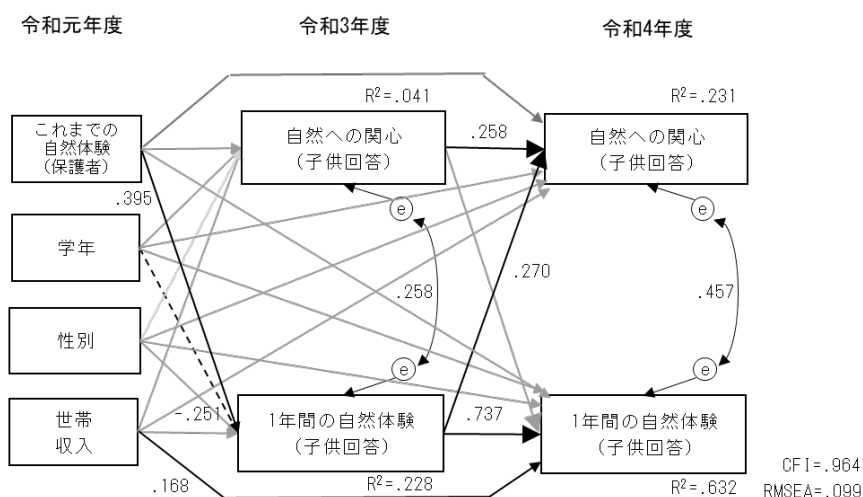 令和元年度
令和3年度
令和4年度
R²=.041
R²=.231
これまでの
自然体験
(保護者)
自然への関心
(子供回答)
.258
自然への関心
(子供回答)
.395
e
e
学年
.258
.270
.457
性別
e
e
世帯
収入
-.251
1年間の自然体験
(子供回答)
.737
1年間の自然体験
(子供回答)
.168
R²=.228
R²=.632
CFI=.964
RMSEA=.099